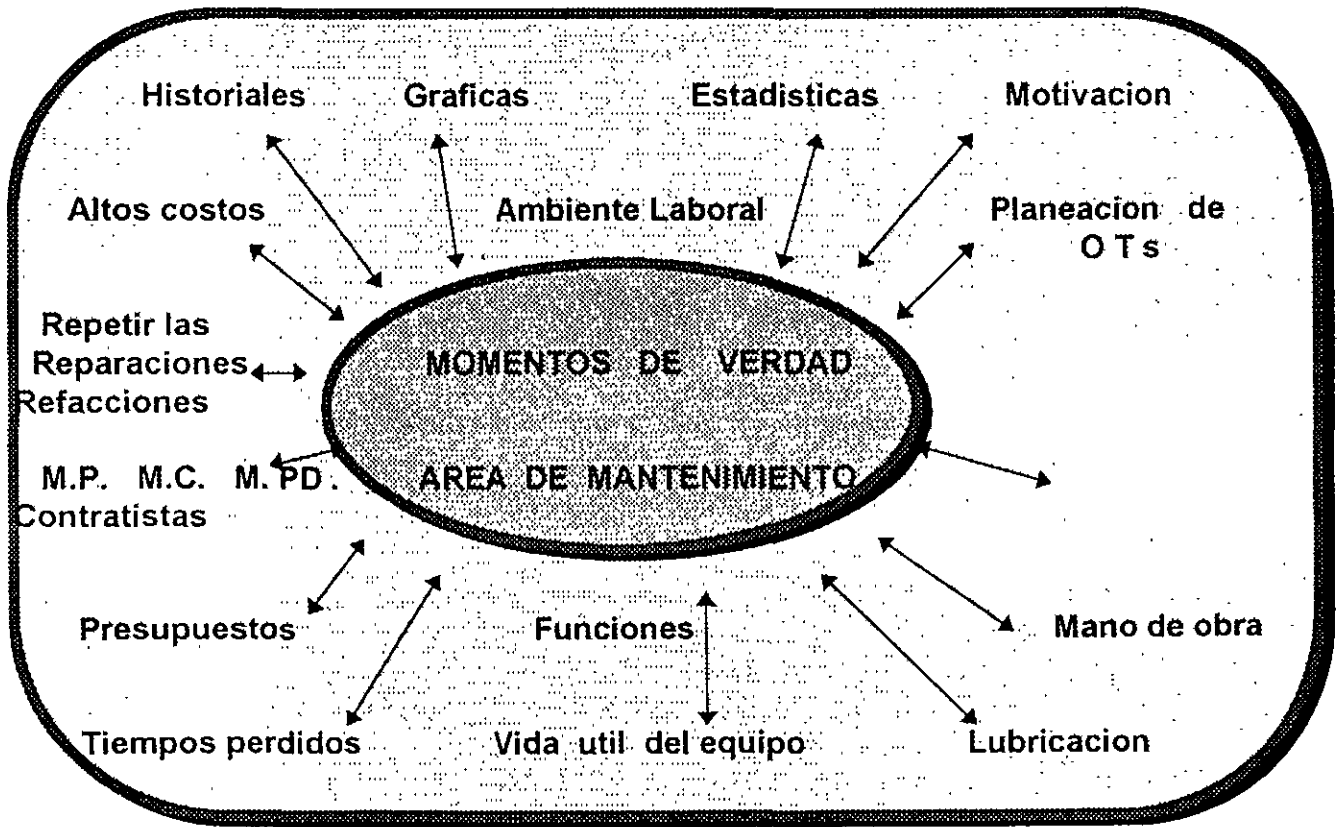 Historiales Graficas Estadisticas Motivacion
Altos costos Ambiente Laboral Planeacion de
O T s
Repetir las
Reparaciones
Refacciones
MOMENTOS DE VERDAD
M.P. M.C. M. PD.
Contratistas
AREA DE MANTENIMIENTO
Presupuestos Funciones Mano de obra
Tiempos perdidos Vida util del equipo Lubricacion